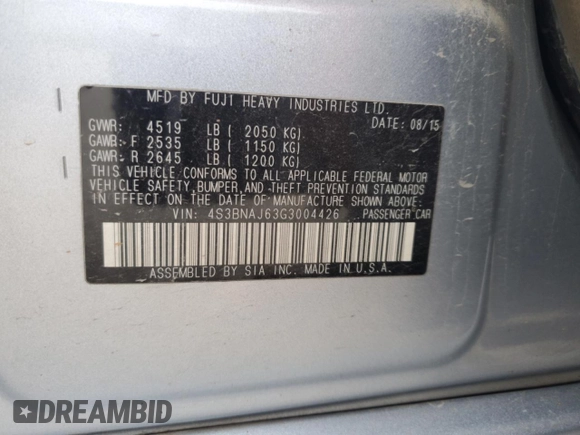 MFD BY FUJI HEAVY INDUSTRIES LTD.
DATE: 08/15
GVWR: 4519 LB ( 2050 KG)
GAWR: F 2535 LB ( 1150 KG)
GAWR: R 2645 LB ( 1200 KG)
THIS VEHICLE CONFORMS TO ALL APPLICABLE FEDERAL MOTOR
VEHICLE SAFETY, BUMPER, AND THEFT PREVENTION STANDARDS
IN EFFECT ON THE DATE OF MANUFACTURE SHOWN ABOVE.
VIN: 4S3BNAJ63G3004426 PASSENGER CAR
ASSEMBLED BY SIA INC. MADE IN U.S.A.
DREAMBID